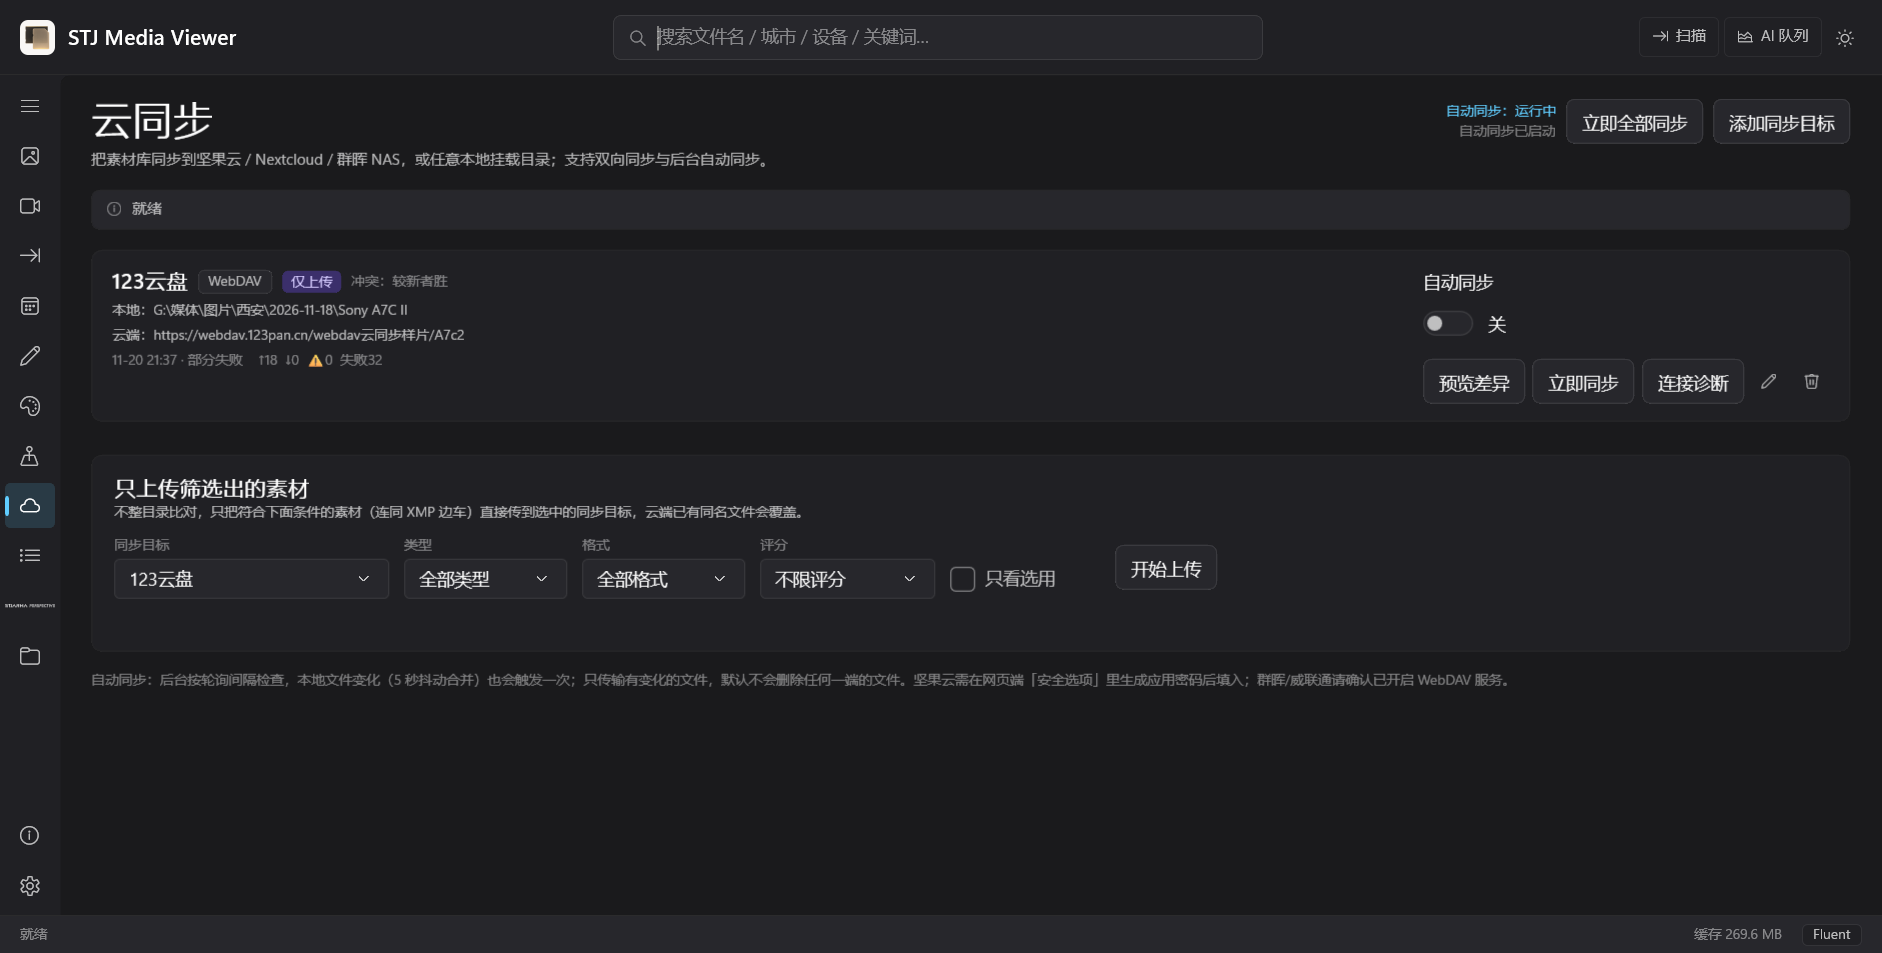 STJ Media Viewer
搜索文件名 / 城市 / 设备 / 关键词...
扫描
AI 队列
云同步
把素材库同步到坚果云 / Nextcloud / 群晖 NAS，或任意本地挂载目录；支持双向同步与后台自动同步。
自动同步：运行中
自动同步已启动
立即全部同步
添加同步目标
就绪
123云盘 WebDAV 仅上传 冲突：较新者胜
本地：G:\媒体\图片\西安\2026-11-18\Sony A7C II
云端：https://webdav.123pan.cn/webdav云同步样片/A7c2
11-20 21:37 · 部分失败 ↑18 ↓0 ⚠0 失败32
自动同步
关
预览差异
立即同步
连接诊断
只上传筛选出的素材
不整目录比对，只把符合下面条件的素材（连同 XMP 边车）直接传到选中的同步目标，云端已有同名文件会覆盖。
同步目标 类型 格式 评分
123云盘 全部类型 全部格式 不限评分 只看选用 开始上传
自动同步：后台按轮询间隔检查，本地文件变化（5 秒抖动合并）也会触发一次；只传输有变化的文件，默认不会删除任何一端的文件。坚果云需在网页端「安全选项」里生成应用密码后填入；群晖/威联通请确认已开启 WebDAV 服务。
就绪
缓存 269.6 MB
Fluent